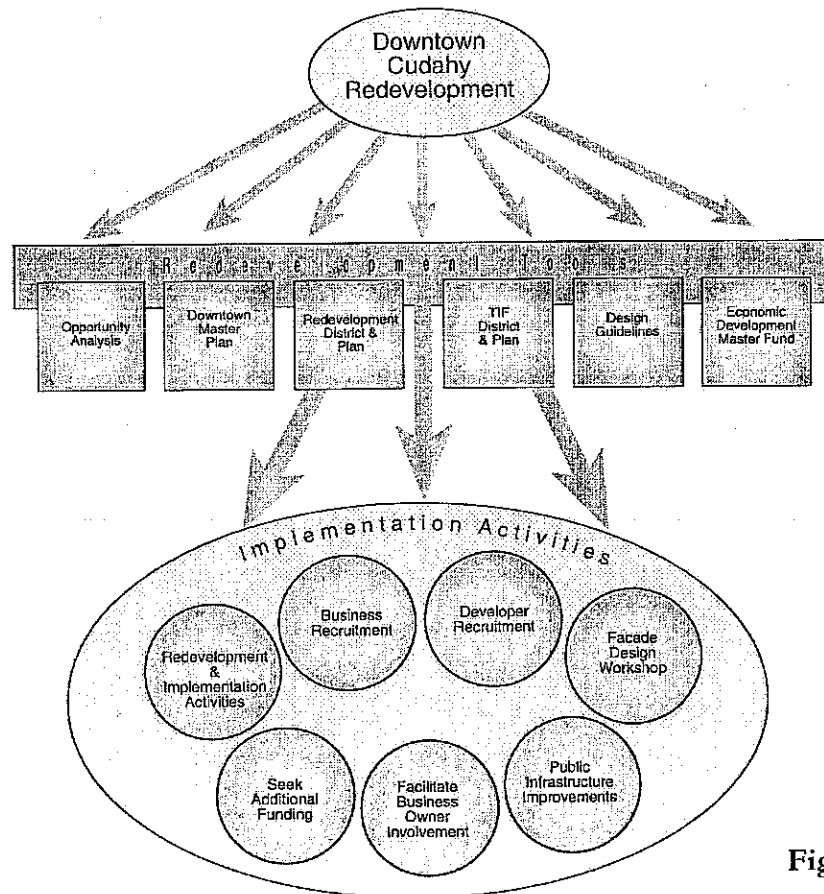 Downtown
Cudahy
Redevelopment
Redevelopment Tools
Opportunity
Analysis
Downtown
Master
Plan
Redevelopment
District &
Plan
TIF
District
& Plan
Design
Guidelines
Economic
Development
Master Fund
Implementation Activities
Redevelopment
&
Implementation
Activities
Business
Recruitment
Developer
Recruitment
Facade
Design
Workshop
Seek
Additional
Funding
Facilitate
Business
Owner
Involvement
Public
Infrastructure
Improvements
Fig